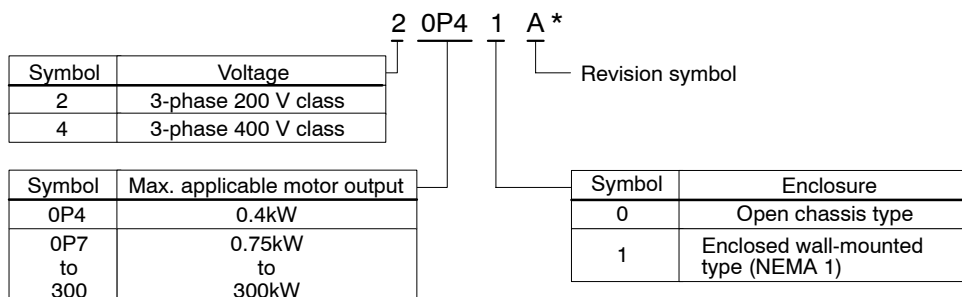 2 0P4 1 A *
Revision symbol
Symbol Voltage
2 3-phase 200 V class
4 3-phase 400 V class
Symbol Max. applicable motor output
0P4 0.4kW
0P7 0.75kW
to to
300 300kW
Symbol Enclosure
0 Open chassis type
1 Enclosed wall-mounted
type (NEMA 1)